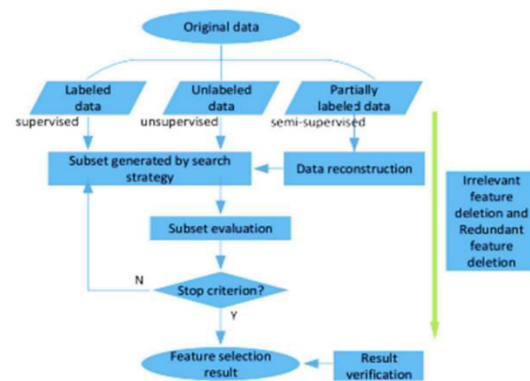 Original data
Labeled
data
Unlabeled
data
Partially
labeled data
supervised
unsupervised
semi-supervised
Subset generated by search
strategy
Data reconstruction
Irrelevant
feature
deletion and
Redundant
feature
deletion
Subset evaluation
N
Stop criterion?
Y
Feature selection
result
Result
verification